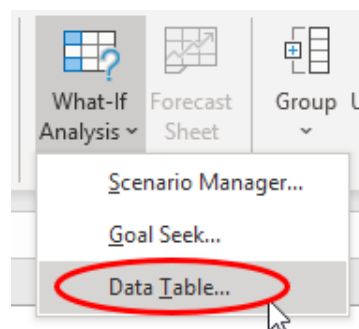 What-If
Analysis
Forecast
Sheet
Group
U
Scenario Manager...
Goal Seek...
Data Table...